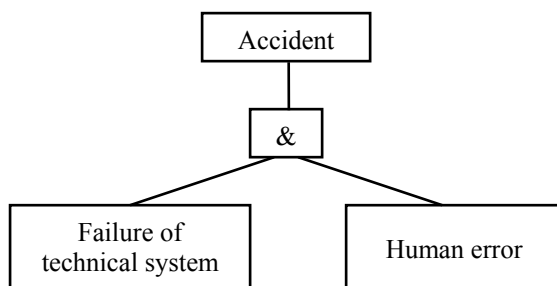 Accident
&
Failure of
technical system
Human error